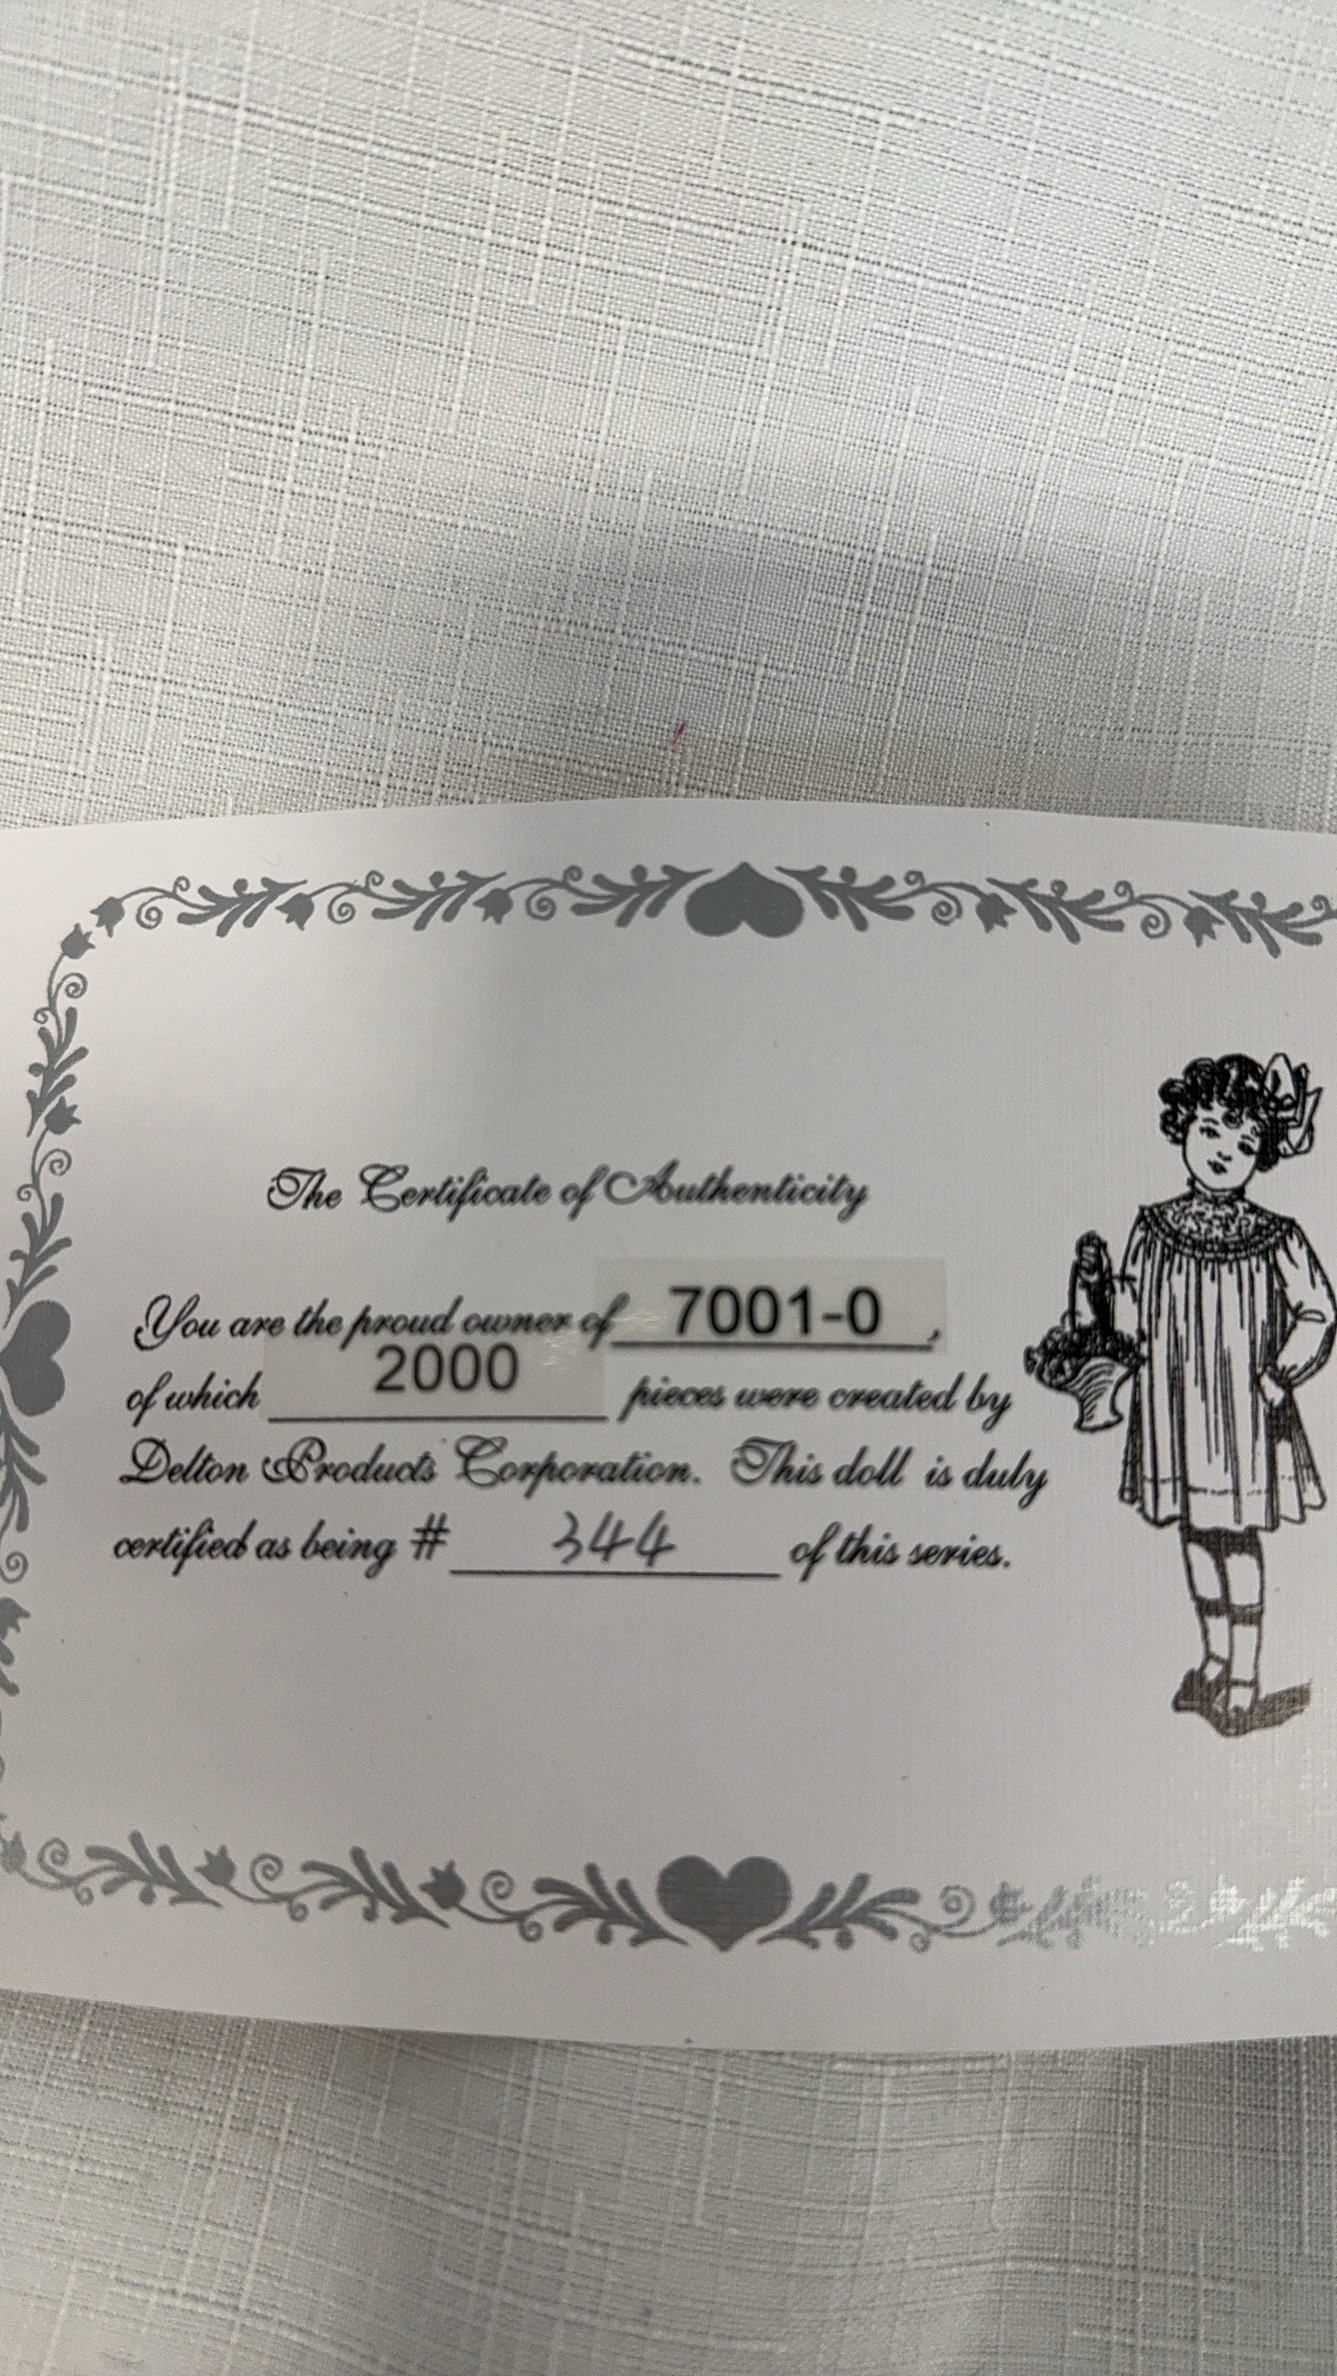 The Certificate of Authenticity
You are the proud owner of 7001-0,
of which 2000 pieces were created by
Delton Products Corporation. This doll is duly
certified as being # 344 of this series.